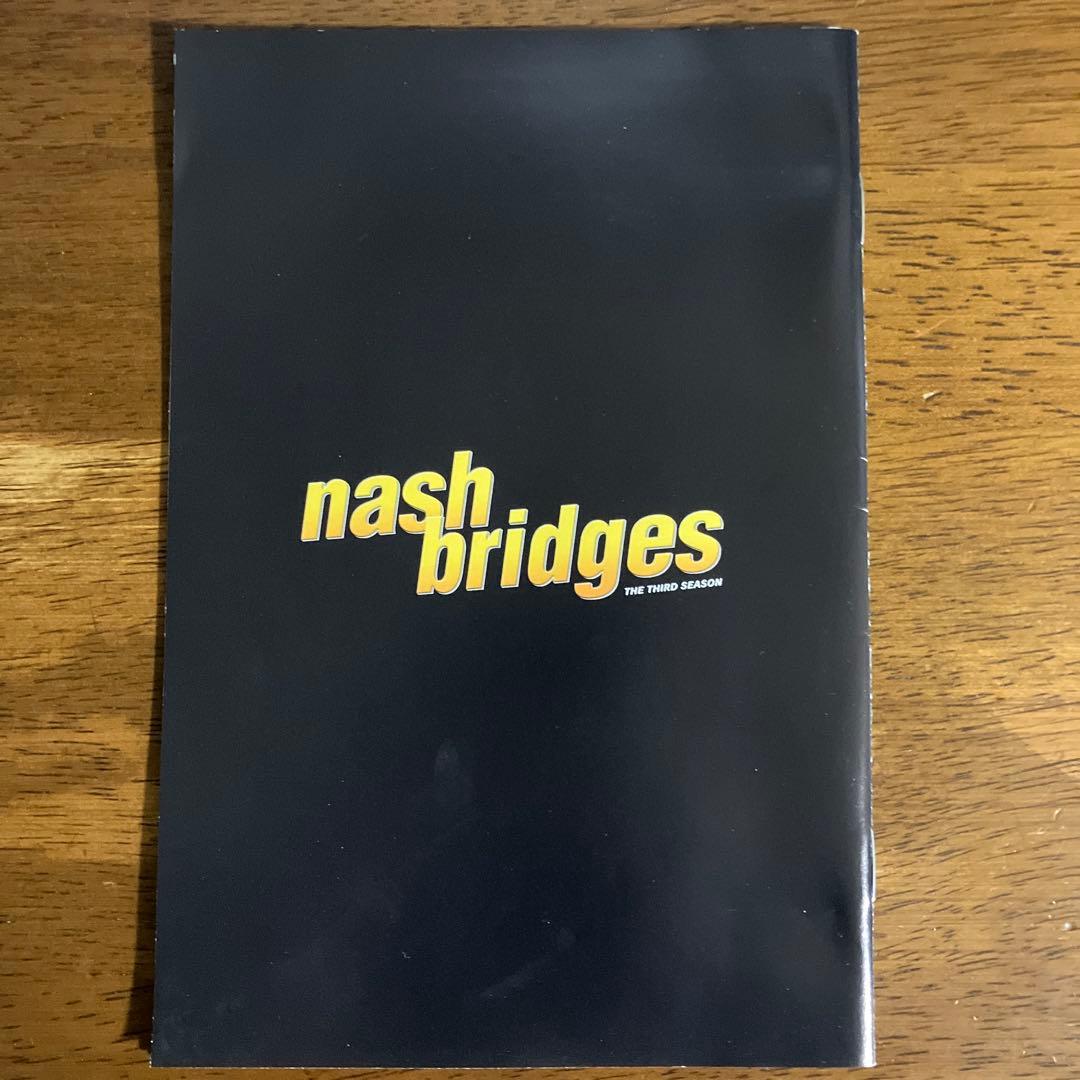 nash
bridges
THE THIRD SEASON